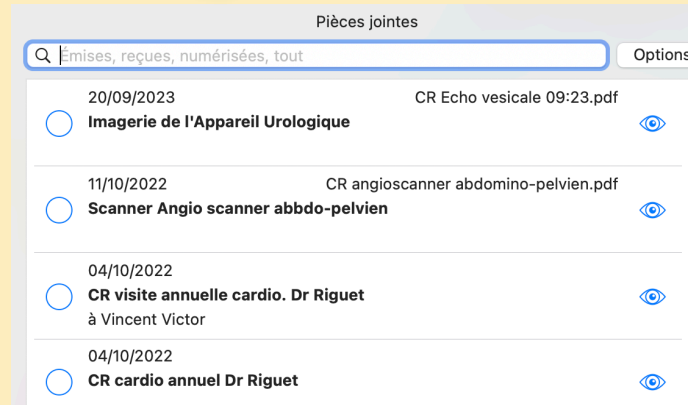 Pièces jointes
Émises, reçues, numérisées, tout
Options
20/09/2023 CR Echo vesicale 09:23.pdf
Imagerie de l'Appareil Urologique
11/10/2022 CR angioscanner abdomino-pelvien.pdf
Scanner Angio scanner abbdo-pelvien
04/10/2022
CR visite annuelle cardio. Dr Riguet
à Vincent Victor
04/10/2022
CR cardio annuel Dr Riguet